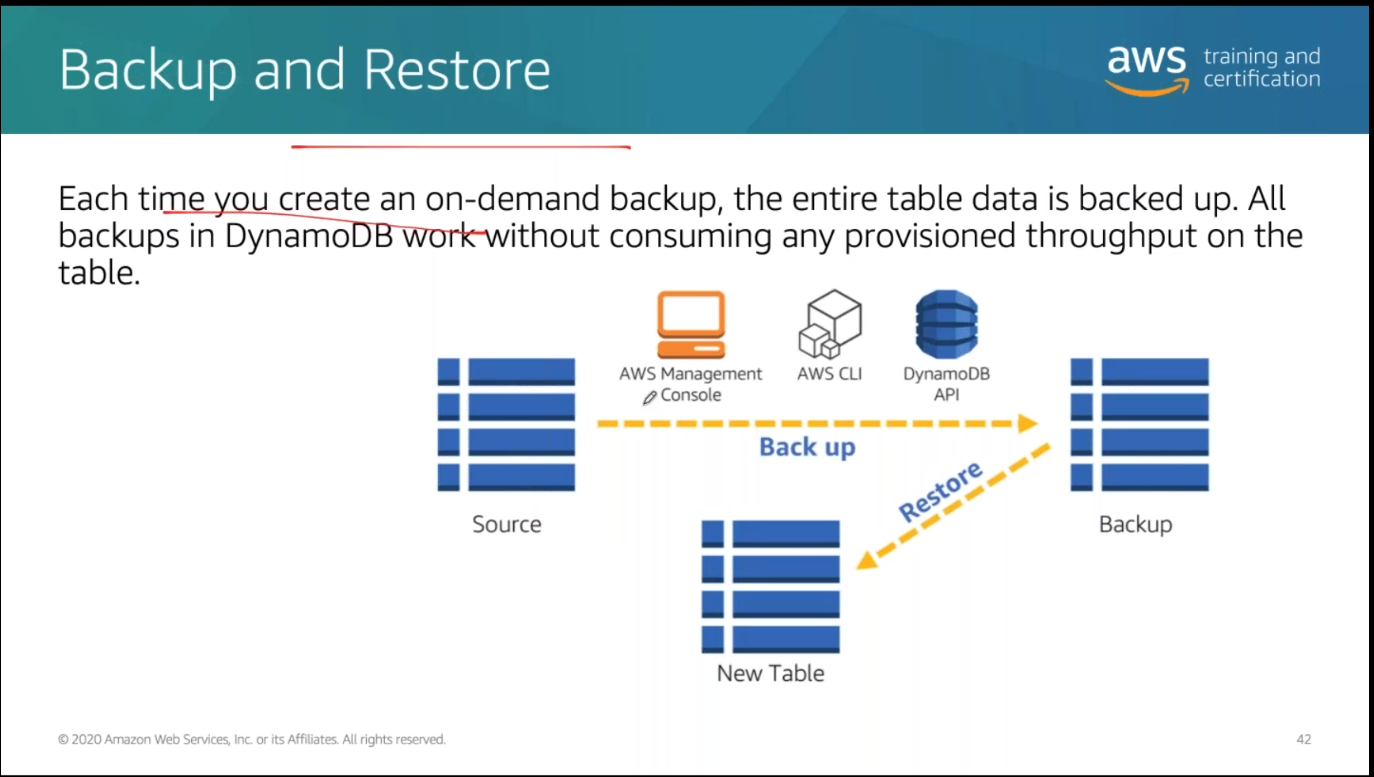 Backup and Restore
aws training and
certification
Each time you create an on-demand backup, the entire table data is backed up. All
backups in DynamoDB work without consuming any provisioned throughput on the
table.
AWS Management
Console
AWS CLI
DynamoDB
API
Back up
Restore
Source
Backup
New Table
© 2020 Amazon Web Services, Inc. or its Affiliates. All rights reserved.
42